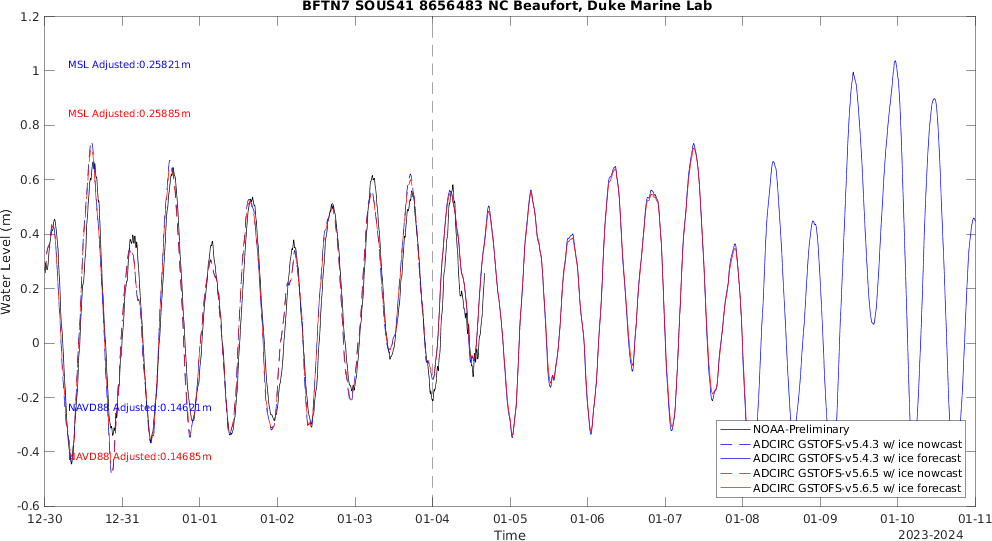 BFTN7 SOUS41 8656483 NC Beaufort, Duke Marine Lab
1.2
1
0.8
0.6
0.4
0.2
0
-0.2
-0.4
-0.6
Water Level (m)
MSL Adjusted:0.25821m
MSL Adjusted:0.25885m
NAVD88 Adjusted:0.14621m
NAVD88 Adjusted:0.14685m
NOAA-Preliminary
ADCIRC GSTOFS-v5.4.3 w/ ice nowcast
ADCIRC GSTOFS-v5.4.3 w/ ice forecast
ADCIRC GSTOFS-v5.6.5 w/ ice nowcast
ADCIRC GSTOFS-v5.6.5 w/ ice forecast
12-30 12-31 01-01 01-02 01-03 01-04 01-05 01-06 01-07 01-08 01-09 01-10 01-11
Time
2023-2024